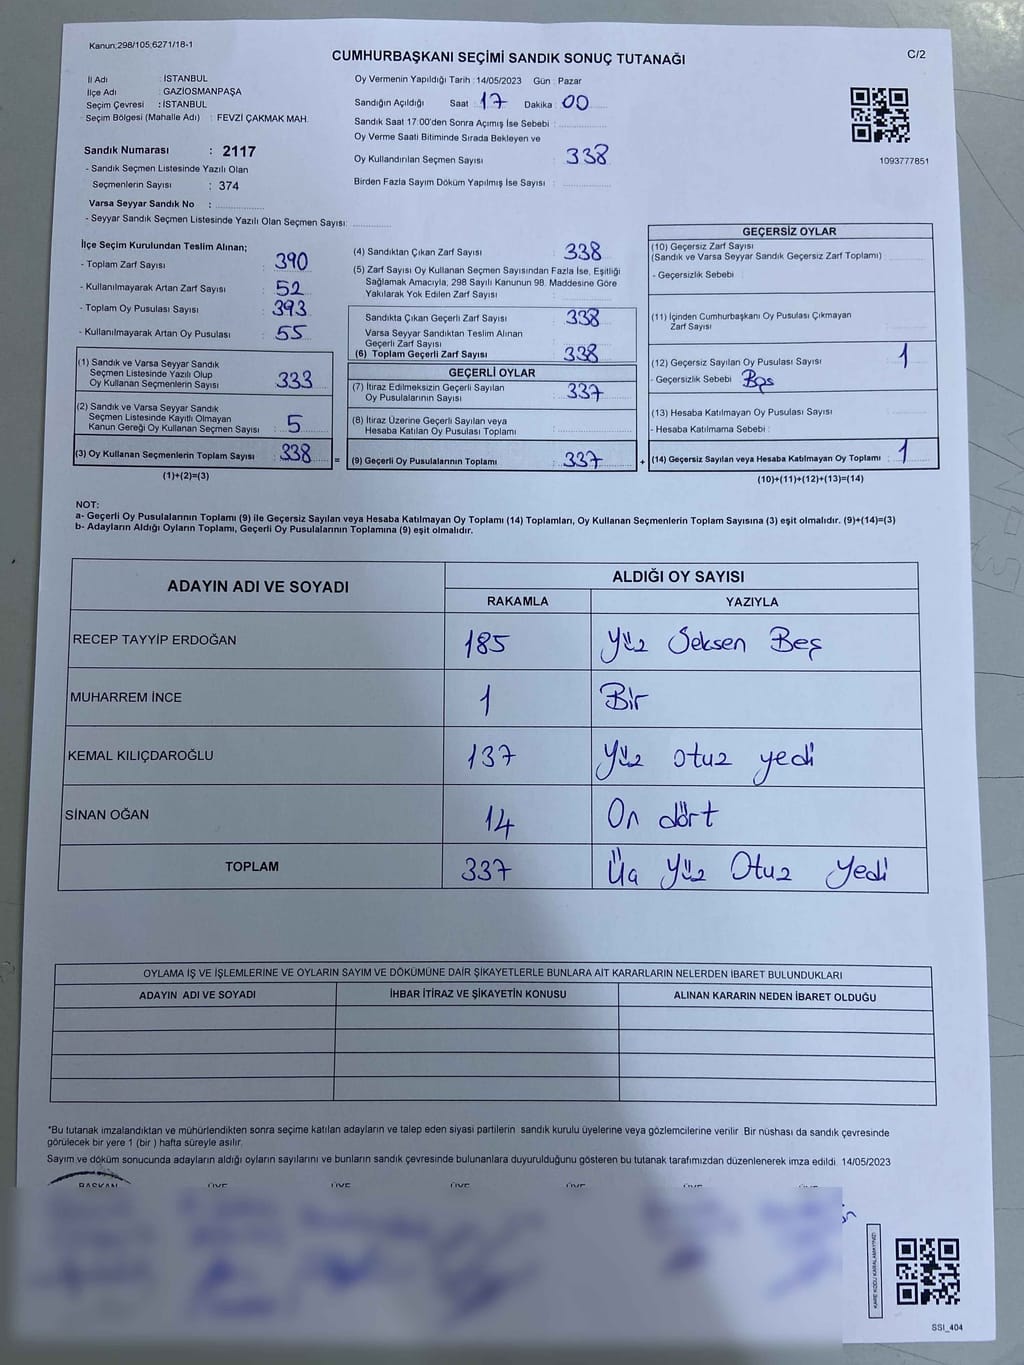 Kanun;298/105;6271/18-1
CUMHURBAŞKANI SEÇİMİ SANDIK SONUÇ TUTANAĞI
C/2
İl Adı : İSTANBUL
İlçe Adı : GAZİOSMANPAŞA
Seçim Çevresi : İSTANBUL
Seçim Bölgesi (Mahalle Adı) : FEVZİ ÇAKMAK MAH.
Oy Vermenin Yapıldığı Tarih : 14/05/2023 Gün : Pazar
Sandığın Açıldığı Saat : 17 Dakika : 00
Sandık Saat 17:00'den Sonra Açımış İse Sebebi :
Oy Verme Saati Bitiminde Sırada Bekleyen ve
Oy Kullandırılan Seçmen Sayısı : 338
Birden Fazla Sayım Döküm Yapılmış İse Sayısı :
1093777851
Sandık Numarası : 2117
- Sandık Seçmen Listesinde Yazılı Olan
Seçmenlerin Sayısı : 374
Varsa Seyyar Sandık No :
- Seyyar Sandık Seçmen Listesinde Yazılı Olan Seçmen Sayısı:
İlçe Seçim Kurulundan Teslim Alınan;
- Toplam Zarf Sayısı : 390
- Kullanılmayarak Artan Zarf Sayısı : 52
- Toplam Oy Pusulası Sayısı : 393
- Kullanılmayarak Artan Oy Pusulası : 55
(1) Sandık ve Varsa Seyyar Sandık
Seçmen Listesinde Yazılı Olup
Oy Kullanan Seçmenlerin Sayısı : 333
(2) Sandık ve Varsa Seyyar Sandık
Seçmen Listesinde Kayıtlı Olmayan
Kanun Gereği Oy Kullanan Seçmen Sayısı : 5
(3) Oy Kullanan Seçmenlerin Toplam Sayısı : 338 =
(1)+(2)=(3)
(4) Sandıktan Çıkan Zarf Sayısı : 338
(5) Zarf Sayısı Oy Kullanan Seçmen Sayısından Fazla İse, Eşitliği
Sağlamak Amacıyla, 298 Sayılı Kanunun 98. Maddesine Göre
Yakılarak Yok Edilen Zarf Sayısı :
Sandıkta Çıkan Geçerli Zarf Sayısı : 338
Varsa Seyyar Sandıktan Teslim Alınan
Geçerli Zarf Sayısı :
(6) Toplam Geçerli Zarf Sayısı : 338
GEÇERLİ OYLAR
(7) İtiraz Edilmeksizin Geçerli Sayılan
Oy Pusulalarının Sayısı : 337
(8) İtiraz Üzerine Geçerli Sayılan veya
Hesaba Katılan Oy Pusulası Toplamı :
(9) Geçerli Oy Pusulalarının Toplamı : 337 +
GEÇERSİZ OYLAR
(10) Geçersiz Zarf Sayısı
(Sandık ve Varsa Seyyar Sandık Geçersiz Zarf Toplamı) :
- Geçersizlik Sebebi :
(11) İçinden Cumhurbaşkanı Oy Pusulası Çıkmayan
Zarf Sayısı :
(12) Geçersiz Sayılan Oy Pusulası Sayısı : 1
- Geçersizlik Sebebi : Boş
(13) Hesaba Katılmayan Oy Pusulası Sayısı :
- Hesaba Katılmama Sebebi :
(14) Geçersiz Sayılan veya Hesaba Katılmayan Oy Toplamı : 1
(10)+(11)+(12)+(13)=(14)
NOT:
a- Geçerli Oy Pusulalarının Toplamı (9) ile Geçersiz Sayılan veya Hesaba Katılmayan Oy Toplamı (14) Toplamları, Oy Kullanan Seçmenlerin Toplam Sayısına (3) eşit olmalıdır. (9)+(14)=(3)
b- Adayların Aldığı Oyların Toplamı, Geçerli Oy Pusulalarının Toplamına (9) eşit olmalıdır.
ADAYIN ADI VE SOYADI
ALDIĞI OY SAYISI
RAKAMLA YAZIYLA
RECEP TAYYİP ERDOĞAN 185 Yüz Seksen Beş
MUHARREM İNCE 1 Bir
KEMAL KILIÇDAROĞLU 137 Yüz otuz yedi
SİNAN OĞAN 14 On dört
TOPLAM 337 Üç Yüz Otuz Yedi
OYLAMA İŞ VE İŞLEMLERİNE VE OYLARIN SAYIM VE DÖKÜMÜNE DAİR ŞİKAYETLERLE BUNLARA AİT KARARLARIN NELERDEN İBARET BULUNDUKLARI
ADAYIN ADI VE SOYADI İHBAR İTİRAZ VE ŞİKAYETİN KONUSU ALINAN KARARIN NEDEN İBARET OLDUĞU
*Bu tutanak imzalandıktan ve mühürlendikten sonra seçime katılan adayların ve talep eden siyasi partilerin sandık kurulu üyelerine veya gözlemcilerine verilir Bir nüshası da sandık çevresinde
görülecek bir yere 1 (bir ) hafta süreyle asılır.
Sayım ve döküm sonucunda adayların aldığı oyların sayılarını ve bunların sandık çevresinde bulunanlara duyurulduğunu gösteren bu tutanak tarafımızdan düzenlenerek imza edildi. 14/05/2023
BAŞKAN ÜYE ÜYE ÜYE ÜYE ÜYE
KARE KODU KARALAMAYINIZ!
SSI_404